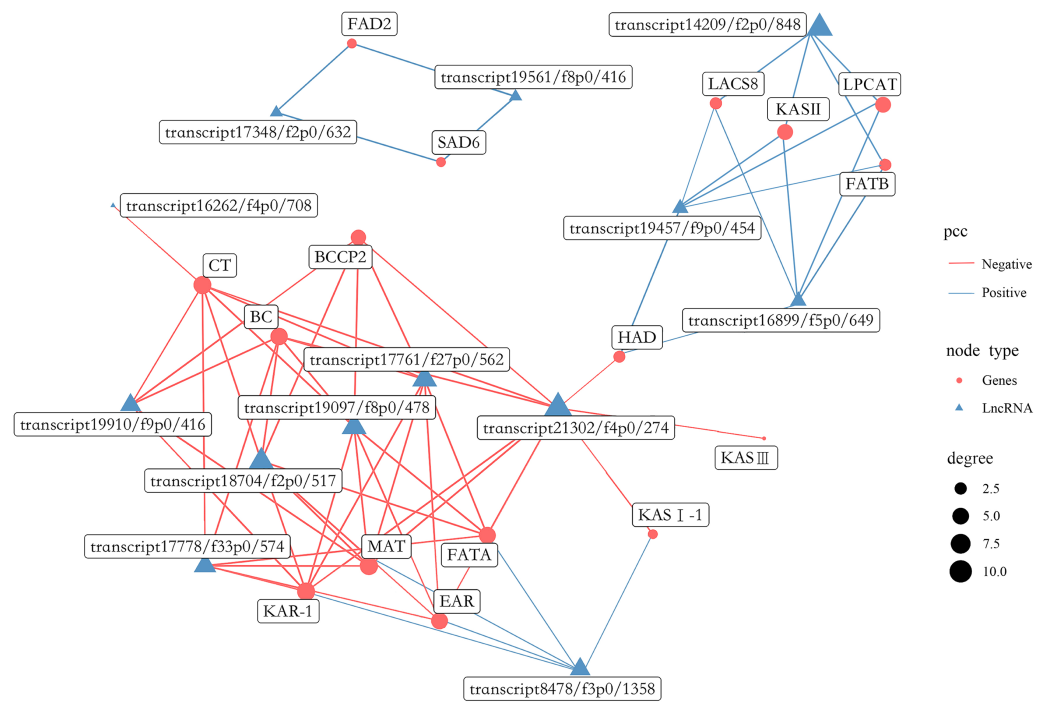 FAD2
transcript14209/f2p0/848
transcript19561/f8p0/416
LACS8
LPCAT
KASII
transcript17348/f2p0/632
SAD6
FATB
transcript16262/f4p0/708
transcript19457/f9p0/454
pcc
BCCP2
CT
Negative
Positive
BC
transcript16899/f5p0/649
HAD
node type
transcript17761/f27p0/562
Genes
transcript19097/f8p0/478
LncRNA
transcript19910/f9p0/416
transcript21302/f4p0/274
KASⅢ
degree
transcript18704/f2p0/517
2.5
KASⅠ-1
5.0
transcript17778/f33p0/574
MAT
7.5
FATA
10.0
EAR
KAR-1
transcript8478/f3p0/1358